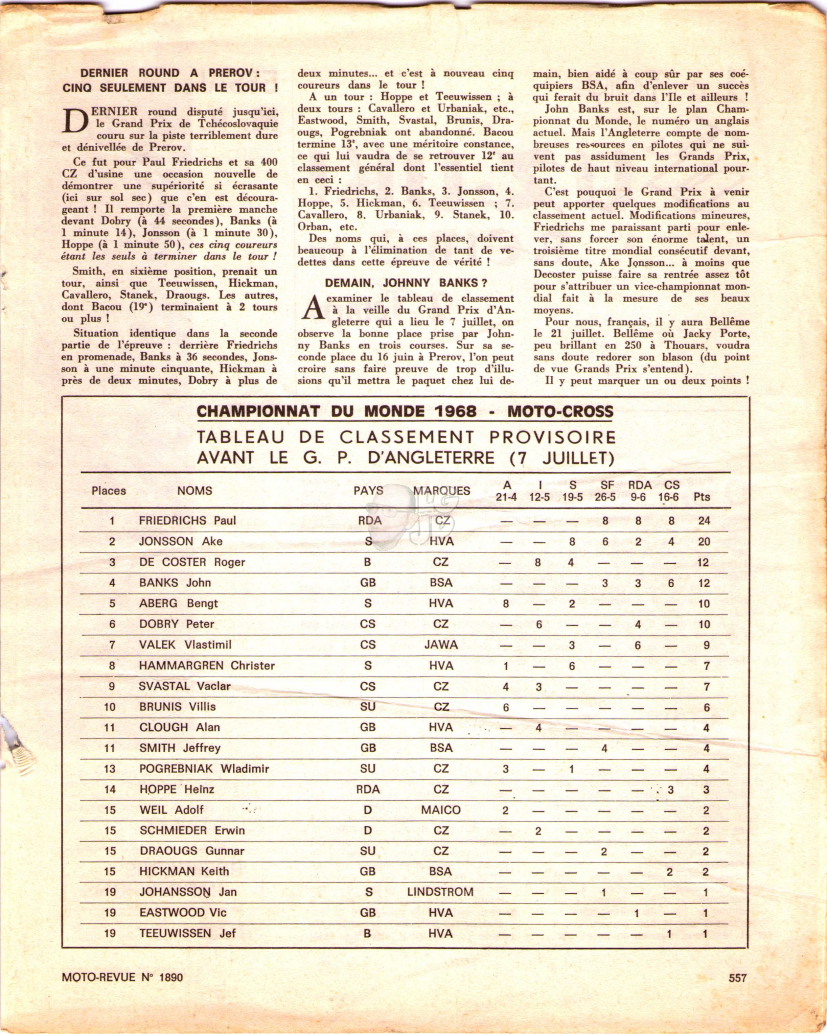 DERNIER ROUND A PREROV :
CINQ SEULEMENT DANS LE TOUR !
DERNIER round disputé jusqu'ici,
le Grand Prix de Tchécoslovaquie
couru sur la piste terriblement dure
et dénivellée de Prerov.
Ce fut pour Paul Friedrichs et sa 400
CZ d'usine une occasion nouvelle de
démontrer une supériorité si écrasante
(ici sur sol sec) que c'en est découra-
geant ! Il remporte la première manche
devant Dobry (à 44 secondes), Banks (à
1 minute 14), Jonsson (à 1 minute 30),
Hoppe (à 1 minute 50), ces cinq coureurs
étant les seuls à terminer dans le tour !
Smith, en sixième position, prenait un
tour, ainsi que Teeuwissen, Hickman,
Cavallero, Stanek, Draougs. Les autres,
dont Bacou (19e) terminaient à 2 tours
ou plus !
Situation identique dans la seconde
partie de l'épreuve : derrière Friedrichs
en promenade, Banks à 36 secondes, Jons-
son à une minute cinquante, Hickman à
près de deux minutes, Dobry à plus de
deux minutes... et c'est à nouveau cinq
coureurs dans le tour !
A un tour : Hoppe et Teeuwissen ; à
deux tours : Cavallero et Urbaniak, etc.,
Eastwood, Smith, Svastal, Brunis, Dra-
ougs, Pogrebniak ont abandonné. Bacou
termine 13e, avec une méritoire constance,
ce qui lui vaudra de se retrouver 12e au
classement général dont l'essentiel tient
en ceci :
1. Friedrichs, 2. Banks, 3. Jonsson, 4.
Hoppe, 5. Hickman, 6. Teeuwissen ; 7.
Cavallero, 8. Urbaniak, 9. Stanek, 10.
Orban, etc.
Des noms qui, à ces places, doivent
beaucoup à l'élimination de tant de ve-
dettes dans cette épreuve de vérité !
DEMAIN, JOHNNY BANKS ?
A examiner le tableau de classement
à la veille du Grand Prix d'An-
gleterre qui a lieu le 7 juillet, on
observe la bonne place prise par John-
ny Banks en trois courses. Sur sa se-
conde place du 16 juin à Prerov, l'on peut
croire sans faire preuve de trop d'illu-
sions qu'il mettra le paquet chez lui de-
main, bien aidé à coup sûr par ses coé-
quipiers BSA, afin d'enlever un succès
qui ferait du bruit dans l'Ile et ailleurs !
John Banks est, sur le plan Cham-
pionnat du Monde, le numéro un anglais
actuel. Mais l'Angleterre compte de nom-
breuses ressources en pilotes qui ne sui-
vent pas assidument les Grands Prix,
pilotes de haut niveau international pour-
tant.
C'est pouquoi le Grand Prix à venir
peut apporter quelques modifications au
classement actuel. Modifications mineures,
Friedrichs me paraissant parti pour enle-
ver, sans forcer son énorme talent, un
troisième titre mondial consécutif devant,
sans doute, Ake Jonsson... à moins que
Decoster puisse faire sa rentrée assez tôt
pour s'attribuer un vice-championnat mon-
dial fait à la mesure de ses beaux
moyens.
Pour nous, français, il y aura Bellême
le 21 juillet. Bellême où Jacky Porte,
peu brillant en 250 à Thouars, voudra
sans doute redorer son blason (du point
de vue Grands Prix s'entend).
Il y peut marquer un ou deux points !
CHAMPIONNAT DU MONDE 1968 - MOTO-CROSS
TABLEAU DE CLASSEMENT PROVISOIRE
AVANT LE G. P. D'ANGLETERRE (7 JUILLET)
Places NOMS PAYS MARQUES A 21-4 I 12-5 S 19-5 SF 26-5 RDA 9-6 CS 16-6 Pts
1 FRIEDRICHS Paul RDA CZ — — — 8 8 8 24
2 JONSSON Ake S HVA — — 8 6 2 4 20
3 DE COSTER Roger B CZ — 8 4 — — — 12
4 BANKS John GB BSA — — — 3 3 6 12
5 ABERG Bengt S HVA 8 — 2 — — — 10
6 DOBRY Peter CS CZ — 6 — — 4 — 10
7 VALEK Vlastimil CS JAWA — — 3 — 6 — 9
8 HAMMARGREN Christer S HVA 1 — 6 — — — 7
9 SVASTAL Vaclar CS CZ 4 3 — — — — 7
10 BRUNIS Villis SU CZ 6 — — — — — 6
11 CLOUGH Alan GB HVA — 4 — — — — 4
11 SMITH Jeffrey GB BSA — — — 4 — — 4
13 POGREBNIAK Wladimir SU CZ 3 — 1 — — — 4
14 HOPPE Heinz RDA CZ — — — — — 3 3
15 WEIL Adolf D MAICO 2 — — — — — 2
15 SCHMIEDER Erwin D CZ — 2 — — — — 2
15 DRAOUGS Gunnar SU CZ — — — 2 — — 2
15 HICKMAN Keith GB BSA — — — — — 2 2
19 JOHANSSON Jan S LINDSTROM — — — 1 — — 1
19 EASTWOOD Vic GB HVA — — — — 1 — 1
19 TEEUWISSEN Jef B HVA — — — — — 1 1
MOTO-REVUE N° 1890
557